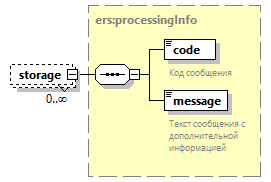 ers:processingInfo
code
Код сообщения
storage
0..∞
message
Текст сообщения с
дополнительной
информацией